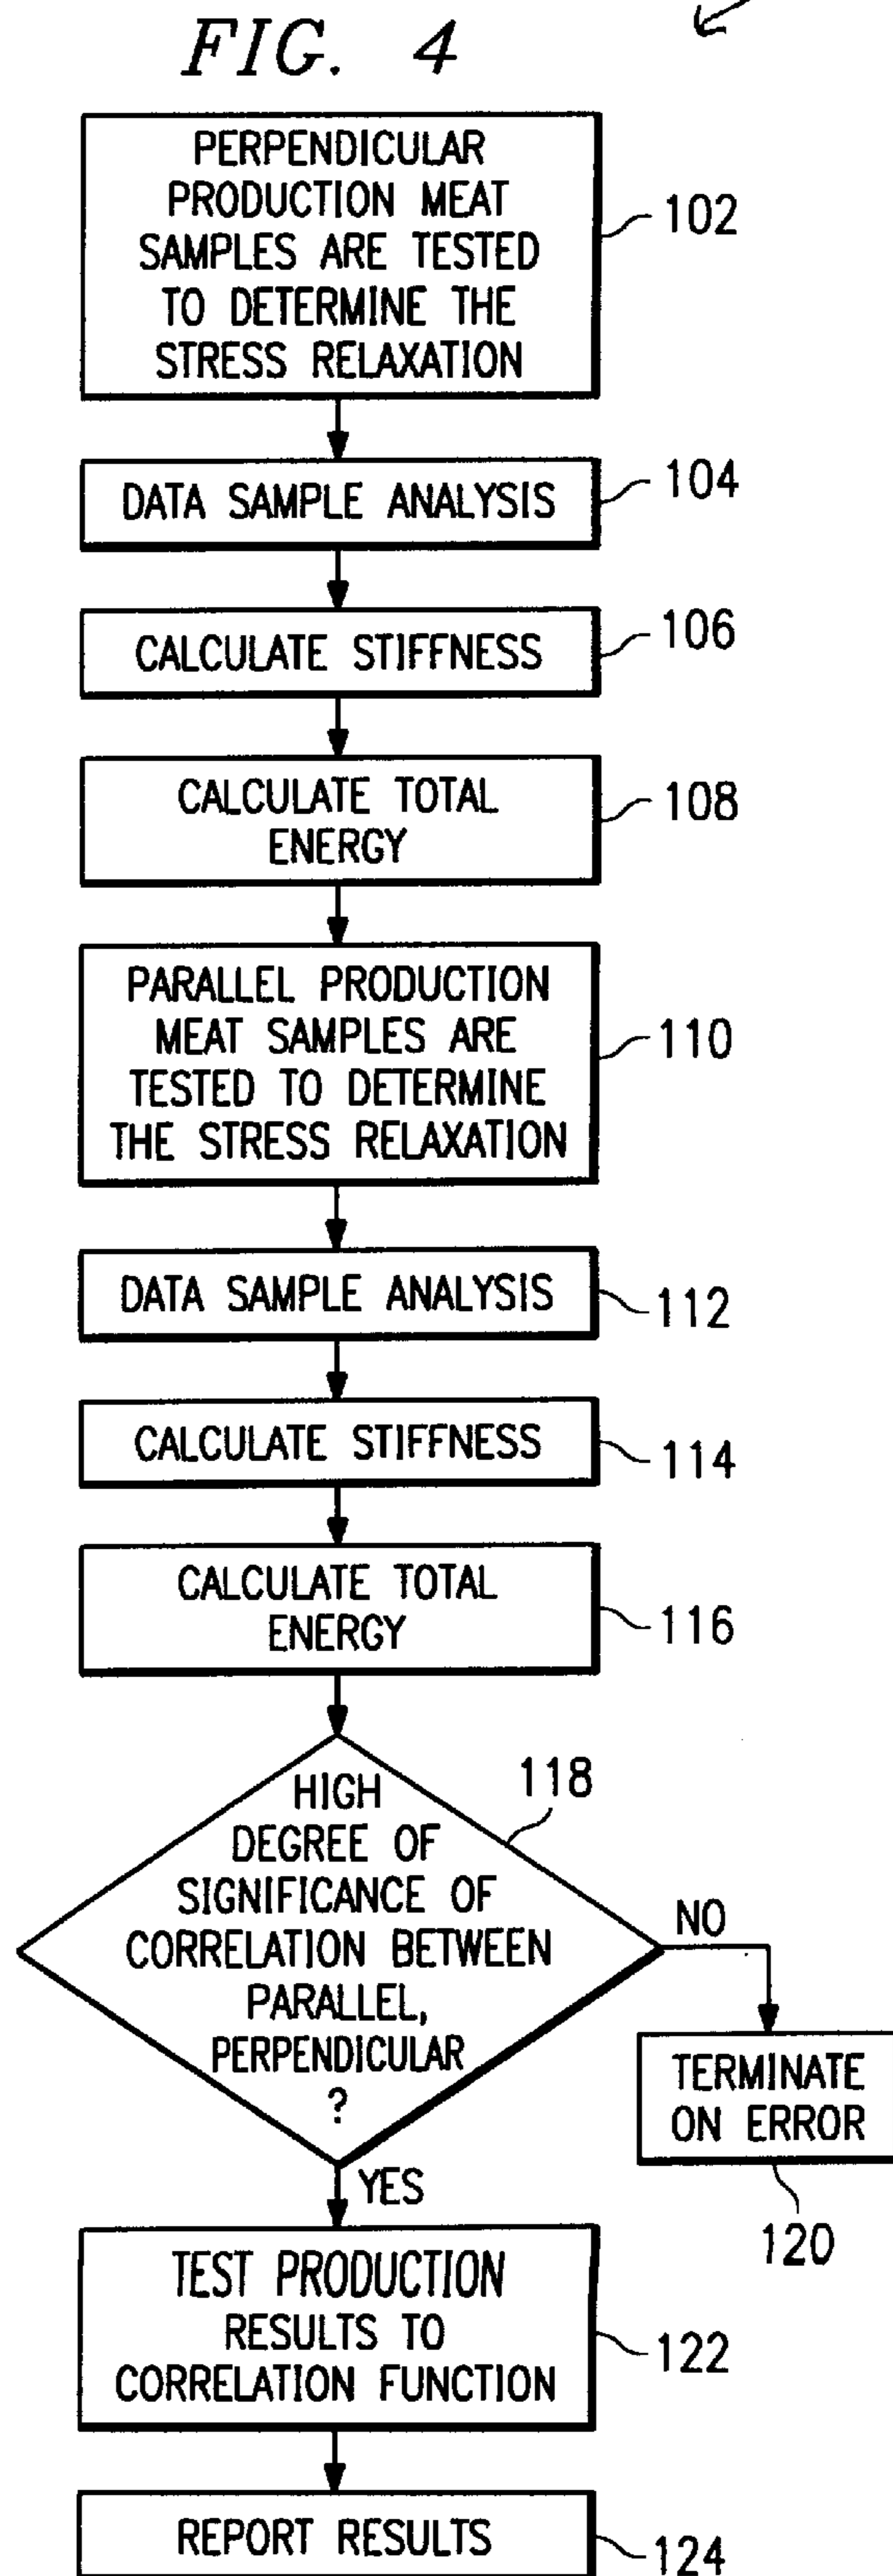 FIG. 4
PERPENDICULAR
PRODUCTION MEAT
SAMPLES ARE TESTED
TO DETERMINE THE
STRESS RELAXATION
102
DATA SAMPLE ANALYSIS
104
CALCULATE STIFFNESS
106
CALCULATE TOTAL
ENERGY
108
PARALLEL PRODUCTION
MEAT SAMPLES ARE
TESTED TO DETERMINE
THE STRESS RELAXATION
110
DATA SAMPLE ANALYSIS
112
CALCULATE STIFFNESS
114
CALCULATE TOTAL
ENERGY
116
HIGH
DEGREE OF
SIGNIFICANCE OF
CORRELATION BETWEEN
PARALLEL,
PERPENDICULAR
?
118
NO
TERMINATE
ON ERROR
120
YES
TEST PRODUCTION
RESULTS TO
CORRELATION FUNCTION
122
REPORT RESULTS
124